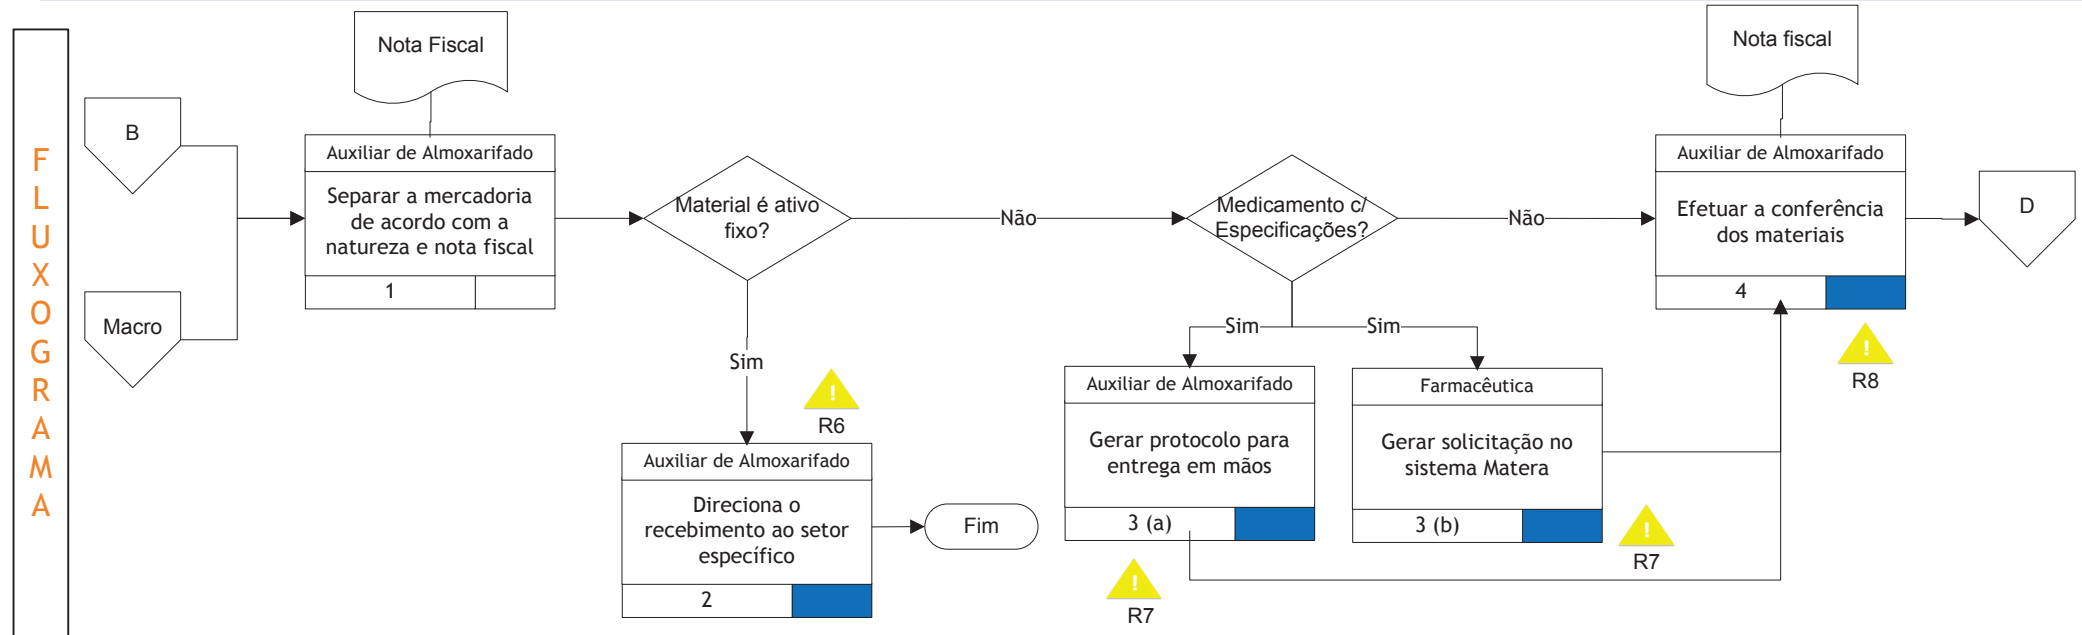 FLUXOGRAMA
B
Macro
Nota Fiscal
Auxiliar de Almoxarifado
Separar a mercadoria
de acordo com a
natureza e nota fiscal
1
Material é ativo
fixo?
Sim
!
R6
Auxiliar de Almoxarifado
Direciona o
recebimento ao setor
específico
2
Fim
Não
Medicamento c/
Especificações?
Sim
Sim
Auxiliar de Almoxarifado
Gerar protocolo para
entrega em mãos
3 (a)
!
R7
Farmacêutica
Gerar solicitação no
sistema Matera
3 (b)
!
R7
Não
Nota fiscal
Auxiliar de Almoxarifado
Efetuar a conferência
dos materiais
4
!
R8
D